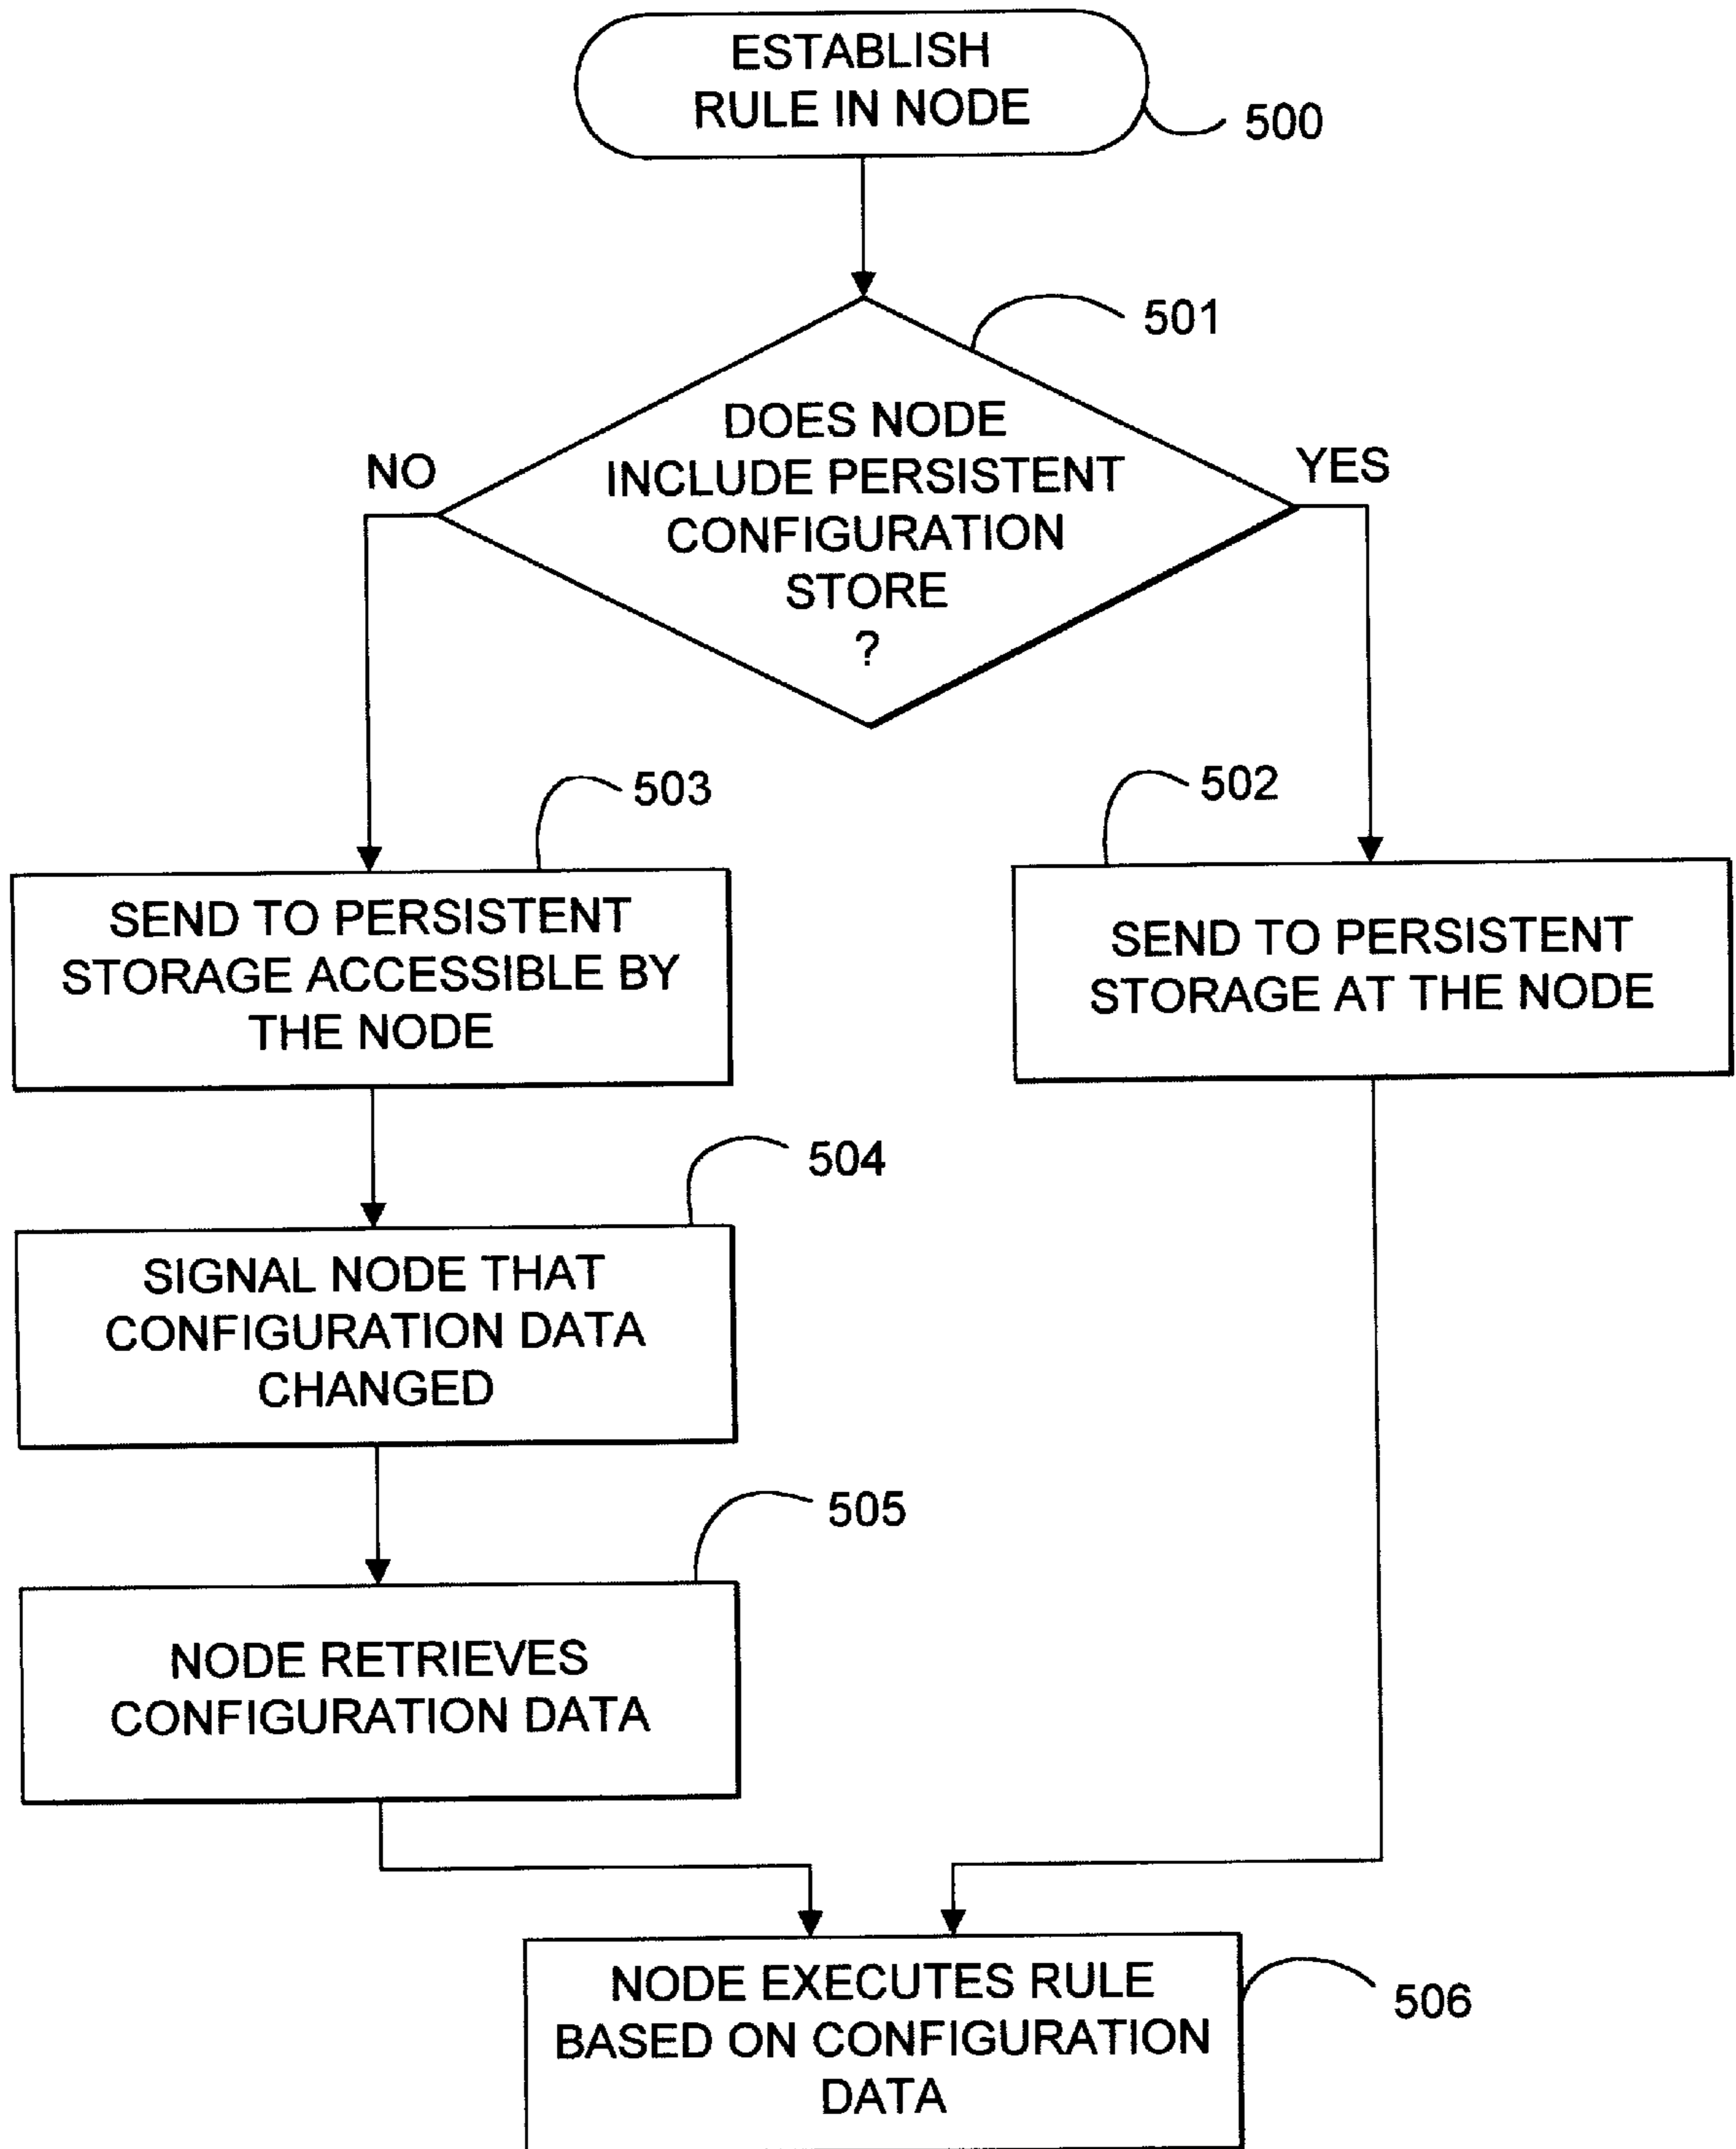 ESTABLISH
RULE IN NODE
500
501
DOES NODE
INCLUDE PERSISTENT
CONFIGURATION
STORE
?
NO
YES
503
502
SEND TO PERSISTENT
STORAGE ACCESSIBLE BY
THE NODE
SEND TO PERSISTENT
STORAGE AT THE NODE
504
SIGNAL NODE THAT
CONFIGURATION DATA
CHANGED
505
NODE RETRIEVES
CONFIGURATION DATA
NODE EXECUTES RULE
BASED ON CONFIGURATION
DATA
506